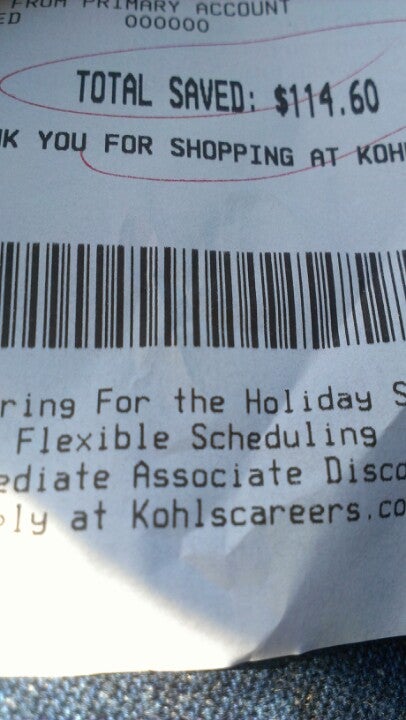 FROM PRIMARY ACCOUNT
ED 000000
TOTAL SAVED: $114.60
NK YOU FOR SHOPPING AT KOH
ring For the Holiday S
Flexible Scheduling
ediate Associate Disco
ply at Kohlscareers.co